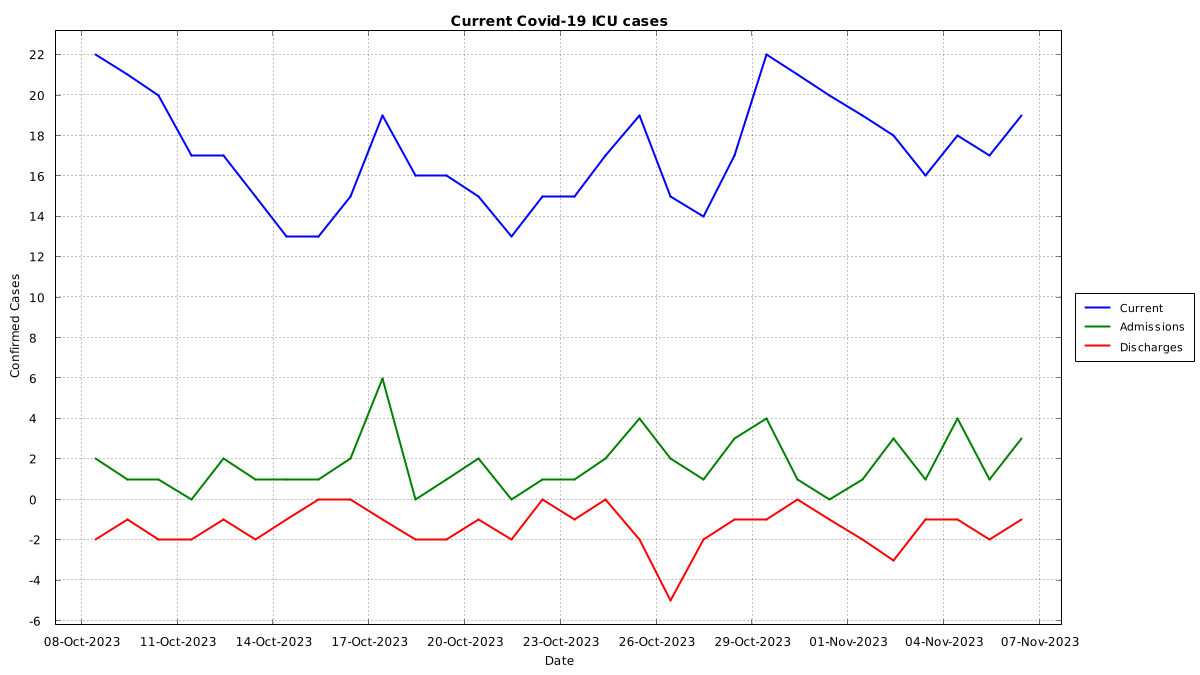 Current Covid-19 ICU cases
22
20
18
16
14
12
10
8
6
4
2
0
-2
-4
-6
Confirmed Cases
08-Oct-2023 11-Oct-2023 14-Oct-2023 17-Oct-2023 20-Oct-2023 23-Oct-2023 26-Oct-2023 29-Oct-2023 01-Nov-2023 04-Nov-2023 07-Nov-2023
Date
Current
Admissions
Discharges